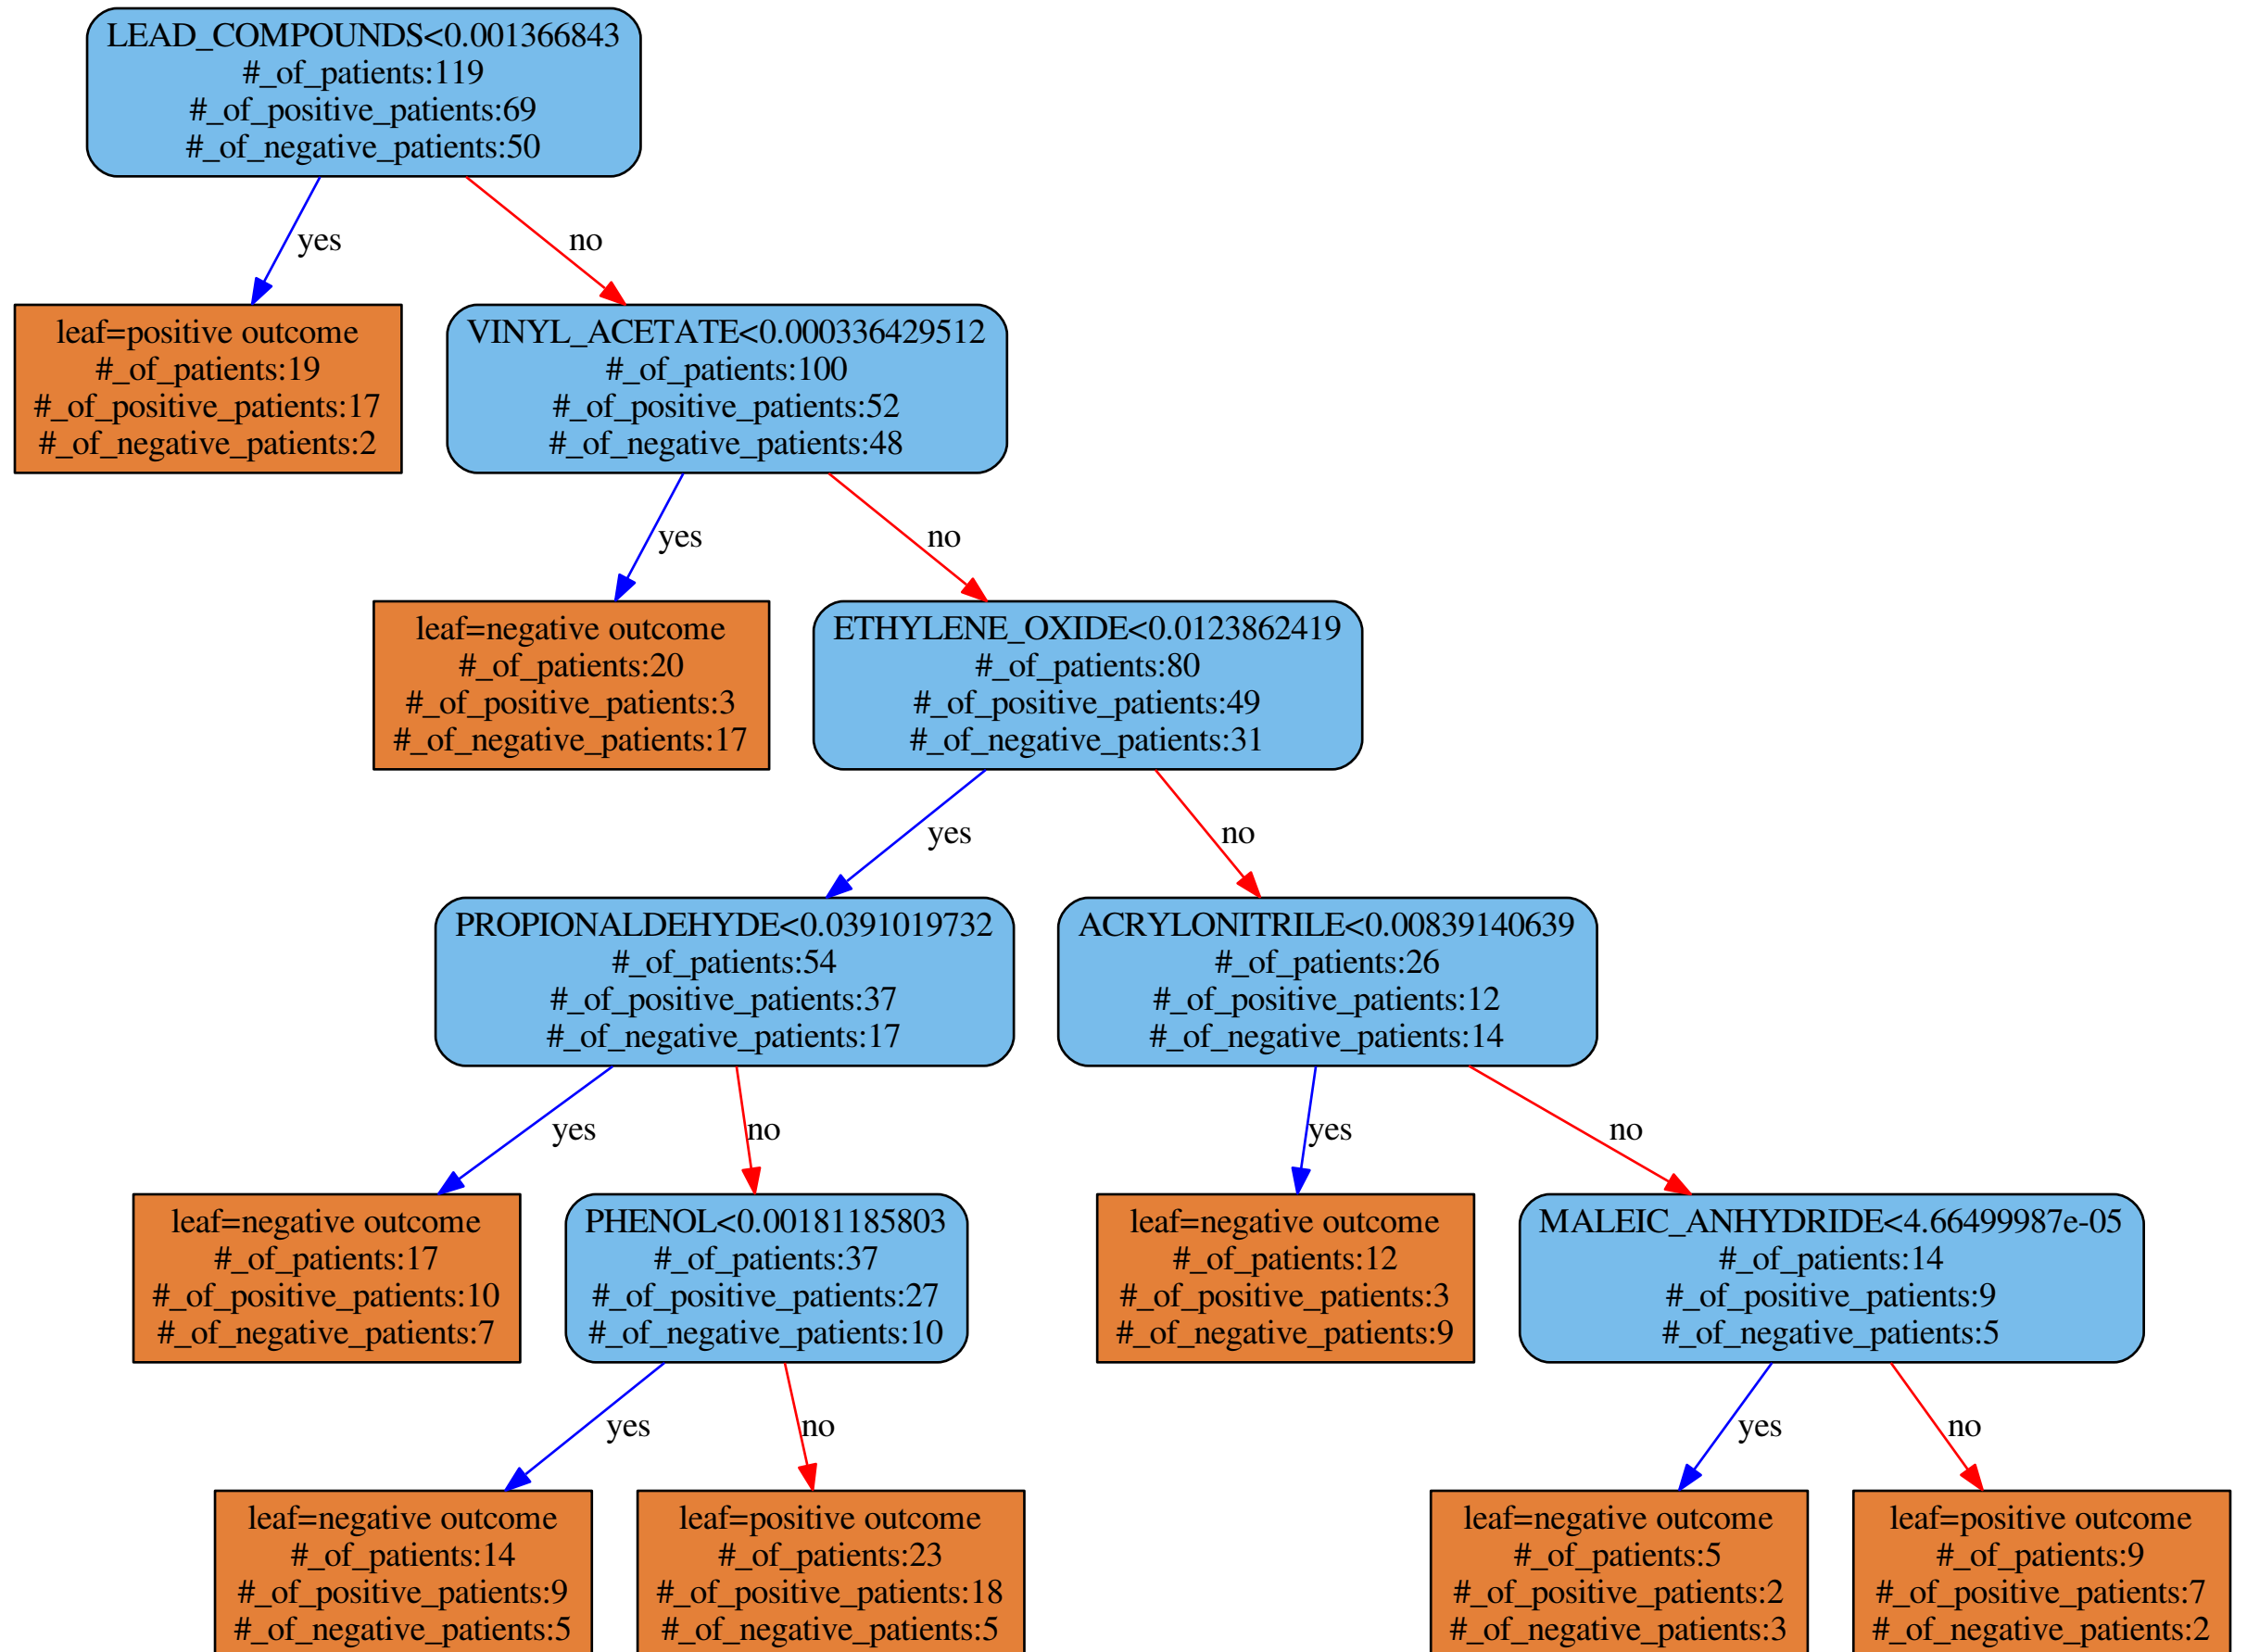 LEAD_COMPOUNDS<0.001366843
#_of_patients:119
#_of_positive_patients:69
#_of_negative_patients:50
yes
no
leaf=positive outcome
#_of_patients:19
#_of_positive_patients:17
#_of_negative_patients:2
VINYL_ACETATE<0.000336429512
#_of_patients:100
#_of_positive_patients:52
#_of_negative_patients:48
yes
no
leaf=negative outcome
#_of_patients:20
#_of_positive_patients:3
#_of_negative_patients:17
ETHYLENE_OXIDE<0.0123862419
#_of_patients:80
#_of_positive_patients:49
#_of_negative_patients:31
yes
no
PROPIONALDEHYDE<0.0391019732
#_of_patients:54
#_of_positive_patients:37
#_of_negative_patients:17
ACRYLONITRILE<0.00839140639
#_of_patients:26
#_of_positive_patients:12
#_of_negative_patients:14
yes
no
yes
no
leaf=negative outcome
#_of_patients:17
#_of_positive_patients:10
#_of_negative_patients:7
PHENOL<0.00181185803
#_of_patients:37
#_of_positive_patients:27
#_of_negative_patients:10
leaf=negative outcome
#_of_patients:12
#_of_positive_patients:3
#_of_negative_patients:9
MALEIC_ANHYDRIDE<4.66499987e-05
#_of_patients:14
#_of_positive_patients:9
#_of_negative_patients:5
yes
no
yes
no
leaf=negative outcome
#_of_patients:14
#_of_positive_patients:9
#_of_negative_patients:5
leaf=positive outcome
#_of_patients:23
#_of_positive_patients:18
#_of_negative_patients:5
leaf=negative outcome
#_of_patients:5
#_of_positive_patients:2
#_of_negative_patients:3
leaf=positive outcome
#_of_patients:9
#_of_positive_patients:7
#_of_negative_patients:2